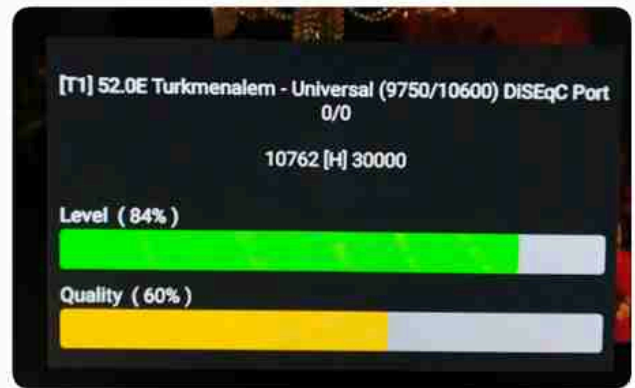 [T1] 52.0E Turkmenalem - Universal (9750/10600) DiSEqC Port
0/0
10762 [H] 30000
Level ( 84% )
Quality ( 60% )